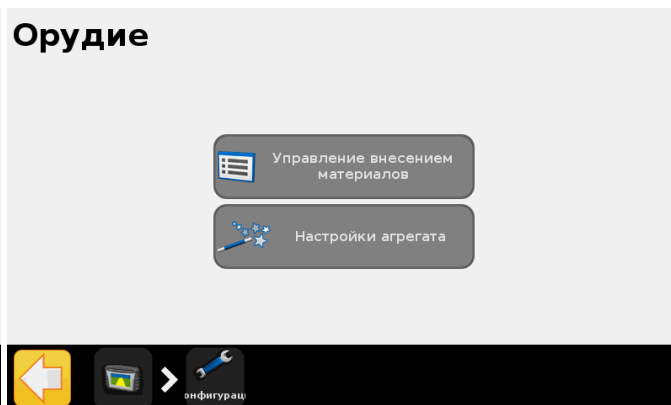 Орудие
Управление внесением
материалов
Настройки агрегата
онфигурац